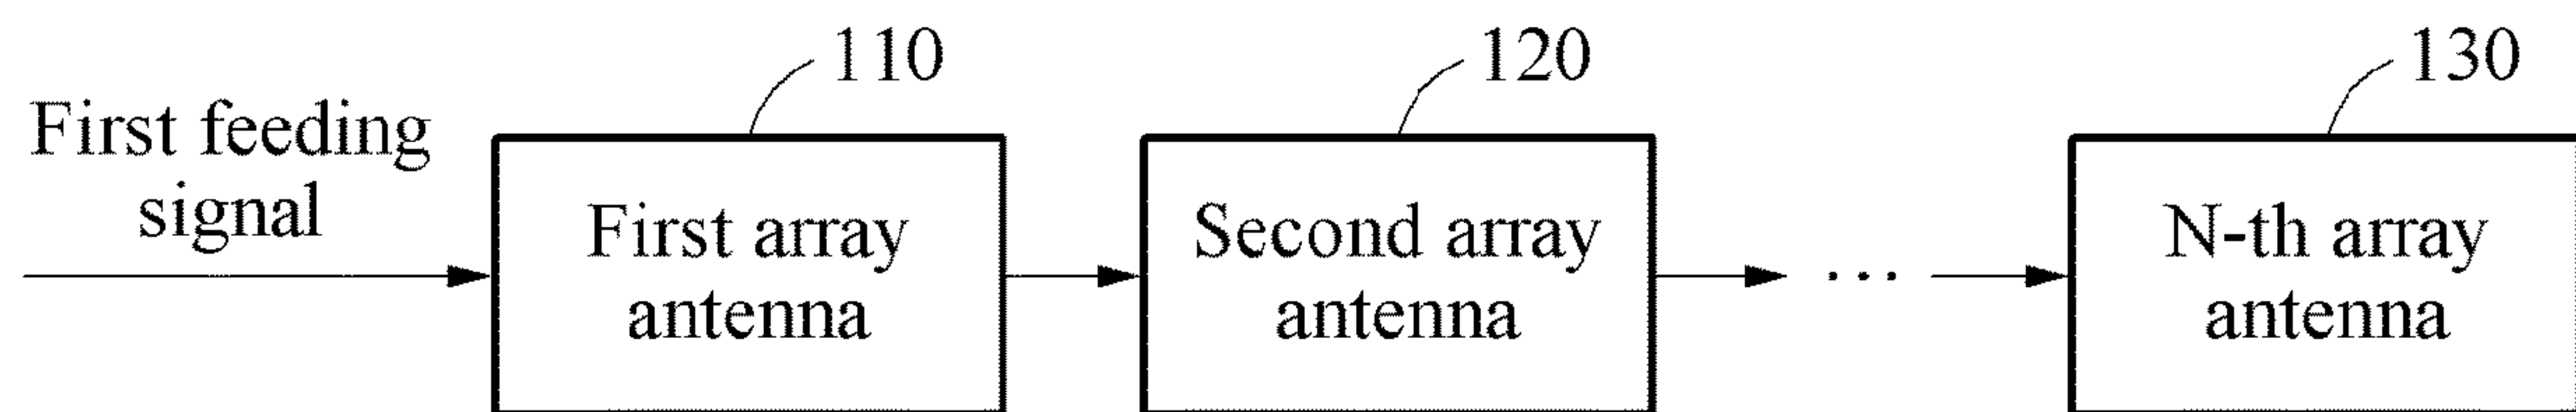 110
120
130
First feeding
signal
First array
antenna
Second array
antenna
...
N-th array
antenna